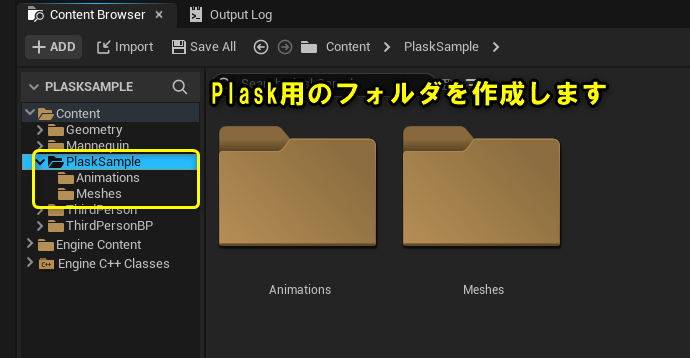 Content Browser
Output Log
ADD
Import
Save All
Content
PlaskSample
PLASKSAMPLE
Plask用のフォルダを作成します
Content
Geometry
Mannequin
PlaskSample
Animations
Meshes
ThirdPerson
ThirdPersonBP
Engine Content
Engine C++ Classes
C++
Animations
Meshes